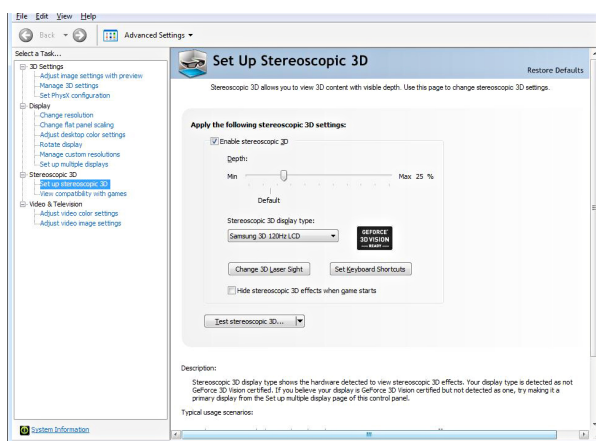 File Edit View Help
Back Advanced Settings
Select a Task...
3D Settings
Adjust image settings with preview
Manage 3D settings
Set PhysX configuration
Display
Change resolution
Change flat panel scaling
Adjust desktop color settings
Rotate display
Manage custom resolutions
Set up multiple displays
Stereoscopic 3D
Set up stereoscopic 3D
View compatibility with games
Video & Television
Adjust video color settings
Adjust video image settings
System Information
Set Up Stereoscopic 3D
Restore Defaults
Stereoscopic 3D allows you to view 3D content wth visible depth. Use this page to change stereoscopic 3D settings.
Apply the following stereoscopic 3D settings:
Enable stereoscopic 3D
Depth:
Min Max 25 %
Default
Stereoscopic 3D display type:
Samsung 3D 120Hz LCD
GEFORCE
3D VISION
READY
Change 3D Laser Sight Set Keyboard Shortcuts
Hide stereoscopic 3D effects when game starts
Test stereoscopic 3D...
Description:
Stereoscopic 3D display type shows the hardware detected to view stereoscopic 3D effects. Your display type is detected as not
GeForce 3D Vision certified. If you believe your display is GeForce 3D Vision certified but not detected as one, try making it a
primary display from the Set up multiple display page of this control panel.
Typical usage scenarios: